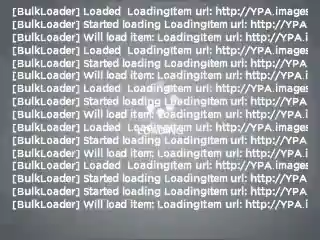 [BulkLoader] Loaded LoadingItem url: http://YPA.images
[BulkLoader] Started loading LoadingItem url: http://YPA
[BulkLoader] Will load item: LoadingItem url: http://YPA.i
[BulkLoader] Loaded LoadingItem url: http://YPA.images
[BulkLoader] Started loading LoadingItem url: http://YPA
[BulkLoader] Will load item: LoadingItem url: http://YPA.i
[BulkLoader] Loaded LoadingItem url: http://YPA.images
[BulkLoader] Started loading LoadingItem url: http://YPA
[BulkLoader] Will load item: LoadingItem url: http://YPA.i
[BulkLoader] Loaded LoadingItem url: http://YPA.images
LOADING
[BulkLoader] Started loading LoadingItem url: http://YPA
[BulkLoader] Will load item: LoadingItem url: http://YPA.i
[BulkLoader] Loaded LoadingItem url: http://YPA.images
[BulkLoader] Started loading LoadingItem url: http://YPA
[BulkLoader] Started loading LoadingItem url: http://YPA
[BulkLoader] Will load item: LoadingItem url: http://YPA.i